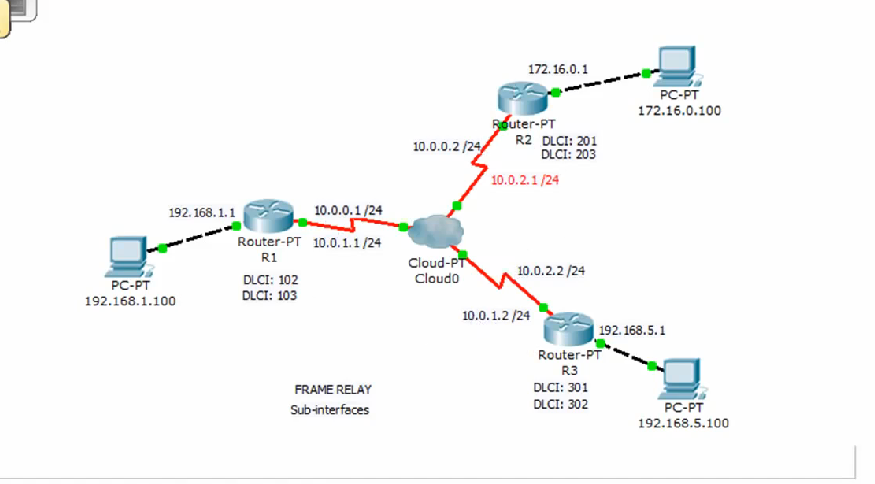 172.16.0.1
PC-PT
172.16.0.100
Router-PT
R2
DLCI: 201
DLCI: 203
10.0.0.2 /24
10.0.2.1 /24
192.168.1.1
10.0.0.1 /24
Router-PT
R1
10.0.1.1 /24
DLCI: 102
DLCI: 103
PC-PT
192.168.1.100
Cloud-PT
Cloud0
10.0.2.2 /24
10.0.1.2 /24
192.168.5.1
Router-PT
R3
DLCI: 301
DLCI: 302
PC-PT
192.168.5.100
FRAME RELAY
Sub-interfaces